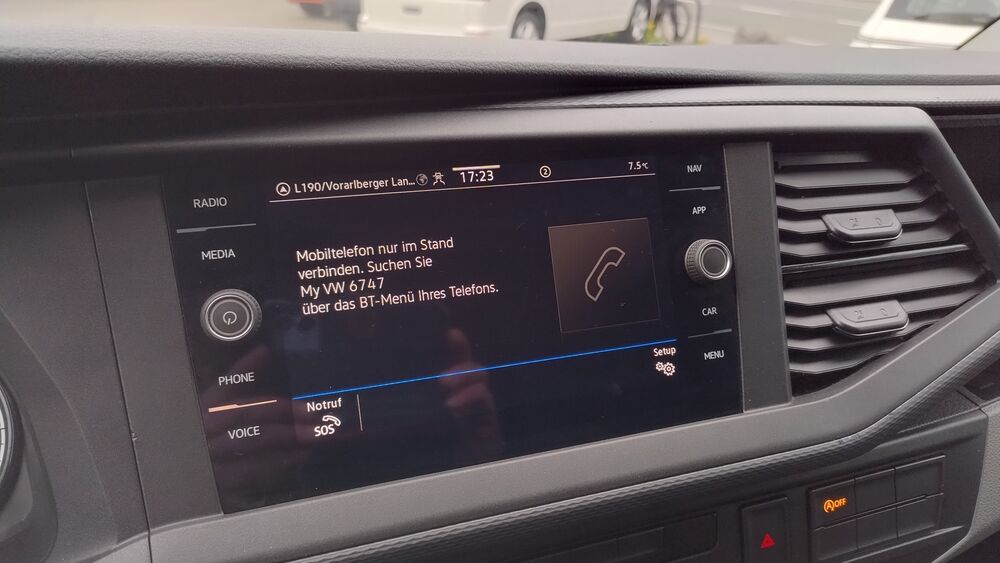 L190/Vorarlberger Lan...
17:23
2
7.5°C
RADIO
MEDIA
PHONE
VOICE
Mobiltelefon nur im Stand
verbinden. Suchen Sie
My VW 6747
über das BT-Menü Ihres Telefons.
Setup
Notruf
SOS
NAV
APP
CAR
MENU
A OFF